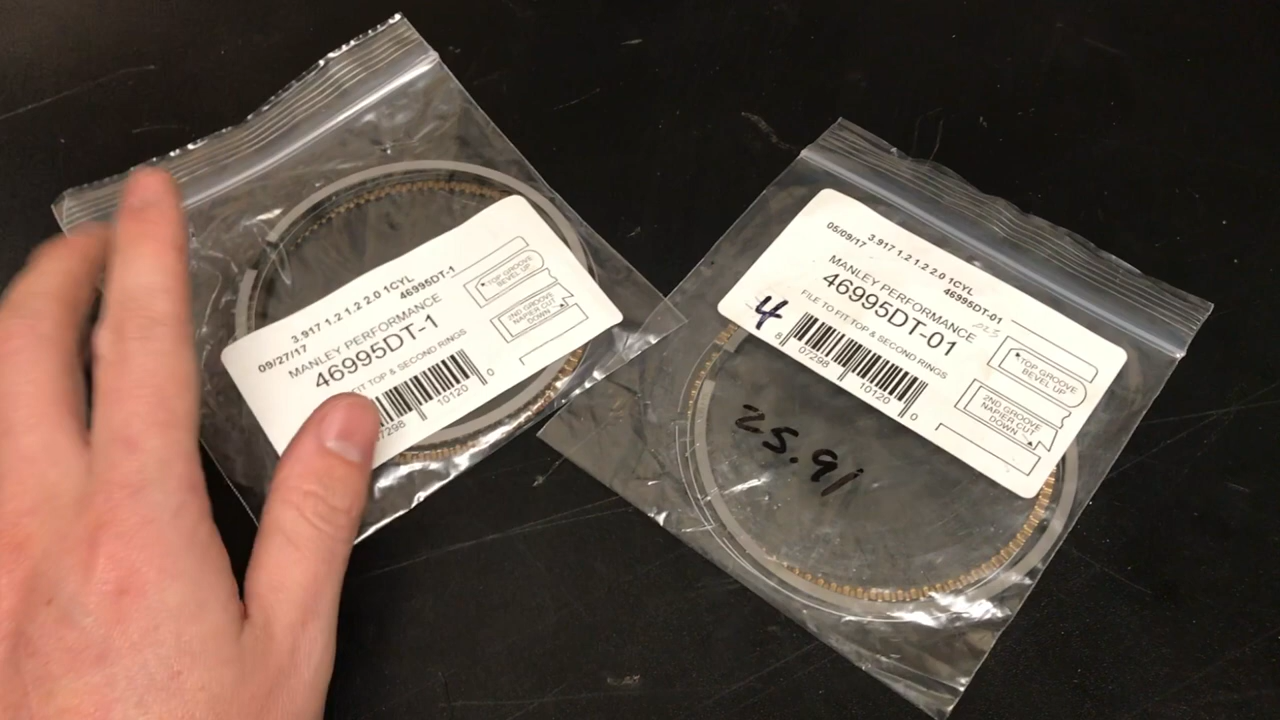 3.917 1.2 1.2 2.0 1CYL
09/27/17 46995DT-1
MANLEY PERFORMANCE
46995DT-1
FIT TOP & SECOND RINGS
07298 10120 0
TOP GROOVE
BEVEL UP
2ND GROOVE
NAPIER CUT
DOWN
05/09/17 3.917 1.2 1.2 2.0 1CYL
46995DT-01
MANLEY PERFORMANCE
46995DT-01
FILE TO FIT TOP & SECOND RINGS
4
8 07298 10120 0
TOP GROOVE
BEVEL UP
2ND GROOVE
NAPIER CUT
DOWN
25.91